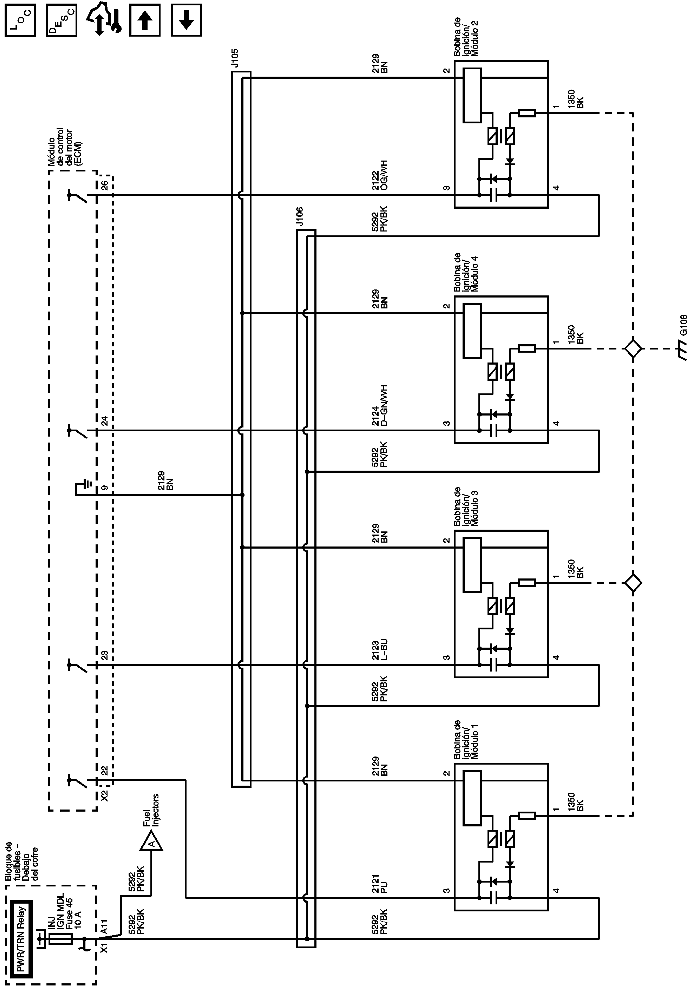 LOC
DESC
Módulo
de control
del motor
(ECM)
26
24
9
23
22
X2
J105
J106
2129
BN
2122
OG/WH
5292
PK/BK
2129
BN
2124
D-GN/WH
5292
PK/BK
2129
BN
2129
BN
2123
L-BU
5292
PK/BK
2129
BN
2121
PU
5292
PK/BK
Bobina de
Ignición/
Módulo 2
2
1
3
4
1350
BK
Bobina de
Ignición/
Módulo 4
2
1
3
4
1350
BK
G108
Bobina de
Ignición/
Módulo 3
2
1
3
4
1350
BK
Bobina de
Ignición/
Módulo 1
2
1
3
4
1350
BK
Bloque de
fusibles –
Debajo
del cofre
PWR/TRN Relay
INJ
IGN MDL
Fuse 45
10 A
X1
A11
5292
PK/BK
5292
PK/BK
A
Fuel
Injectors